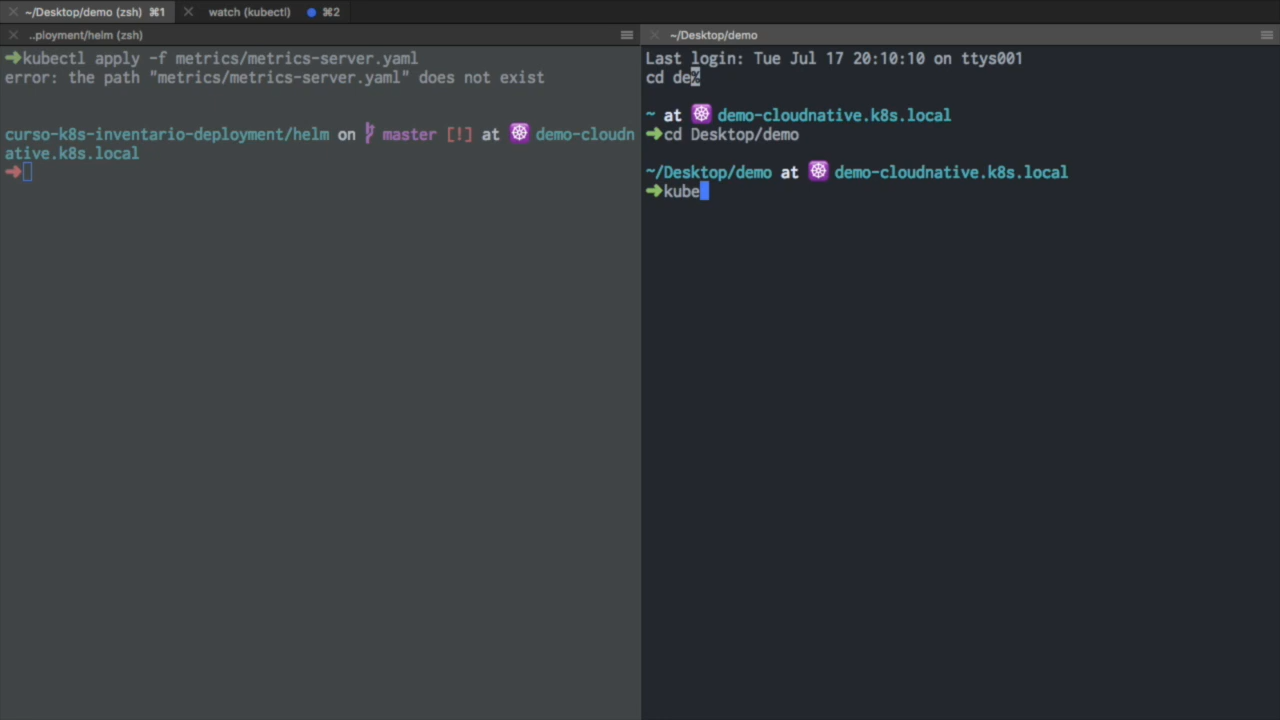 ~/Desktop/demo (zsh) ⌘1
watch (kubectl) ⌘2
..ployment/helm (zsh)
➜kubectl apply -f metrics/metrics-server.yaml
error: the path "metrics/metrics-server.yaml" does not exist
curso-k8s-inventario-deployment/helm on master [!] at demo-cloudn
ative.k8s.local
➜
~/Desktop/demo
Last login: Tue Jul 17 20:10:10 on ttys001
cd de%
~ at demo-cloudnative.k8s.local
➜cd Desktop/demo
~/Desktop/demo at demo-cloudnative.k8s.local
➜kube